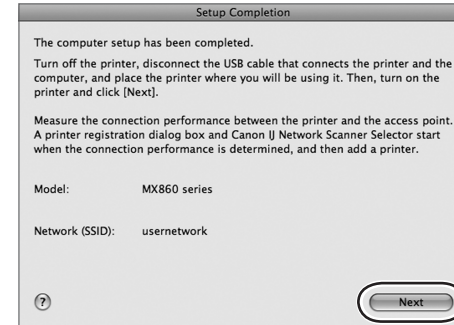 Setup Completion
The computer setup has been completed.
Turn off the printer, disconnect the USB cable that connects the printer and the
computer, and place the printer where you will be using it. Then, turn on the
printer and click [Next].
Measure the connection performance between the printer and the access point.
A printer registration dialog box and Canon IJ Network Scanner Selector start
when the connection performance is determined, and then add a printer.
Model: MX860 series
Network (SSID): usernetwork
? Next